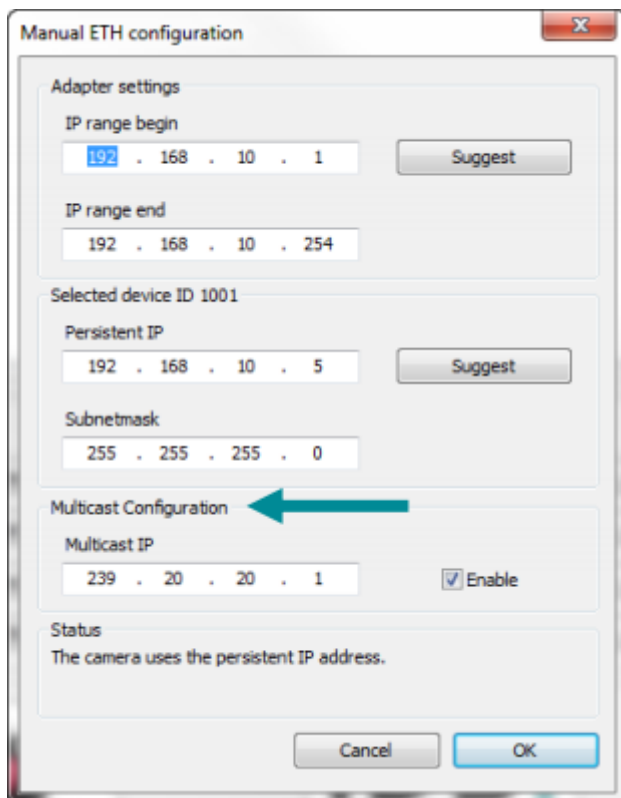 Manual ETH configuration
Adapter settings
IP range begin
192 . 168 . 10 . 1
Suggest
IP range end
192 . 168 . 10 . 254
Selected device ID 1001
Persistent IP
192 . 168 . 10 . 5
Suggest
Subnetmask
255 . 255 . 255 . 0
Multicast Configuration
Multicast IP
239 . 20 . 20 . 1
Enable
Status
The camera uses the persistent IP address.
Cancel
OK